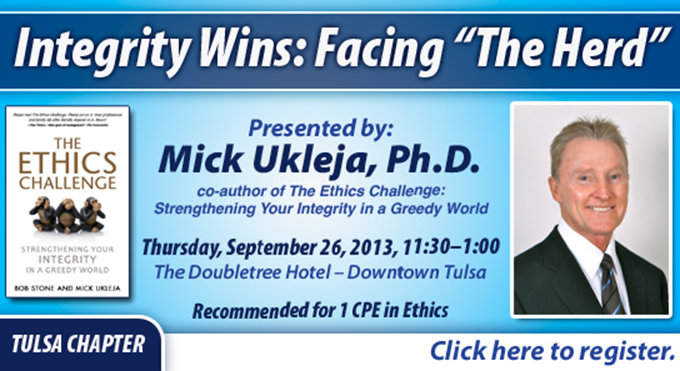 Integrity Wins: Facing “The Herd”
THE
ETHICS
CHALLENGE
STRENGTHENING YOUR
INTEGRITY
IN A GREEDY WORLD
BOB STONE AND MICK UKLEJA
Presented by:
Mick Ukleja, Ph.D.
co-author of The Ethics Challenge:
Strengthening Your Integrity in a Greedy World
Thursday, September 26, 2013, 11:30–1:00
The Doubletree Hotel – Downtown Tulsa
Recommended for 1 CPE in Ethics
TULSA CHAPTER
Click here to register.